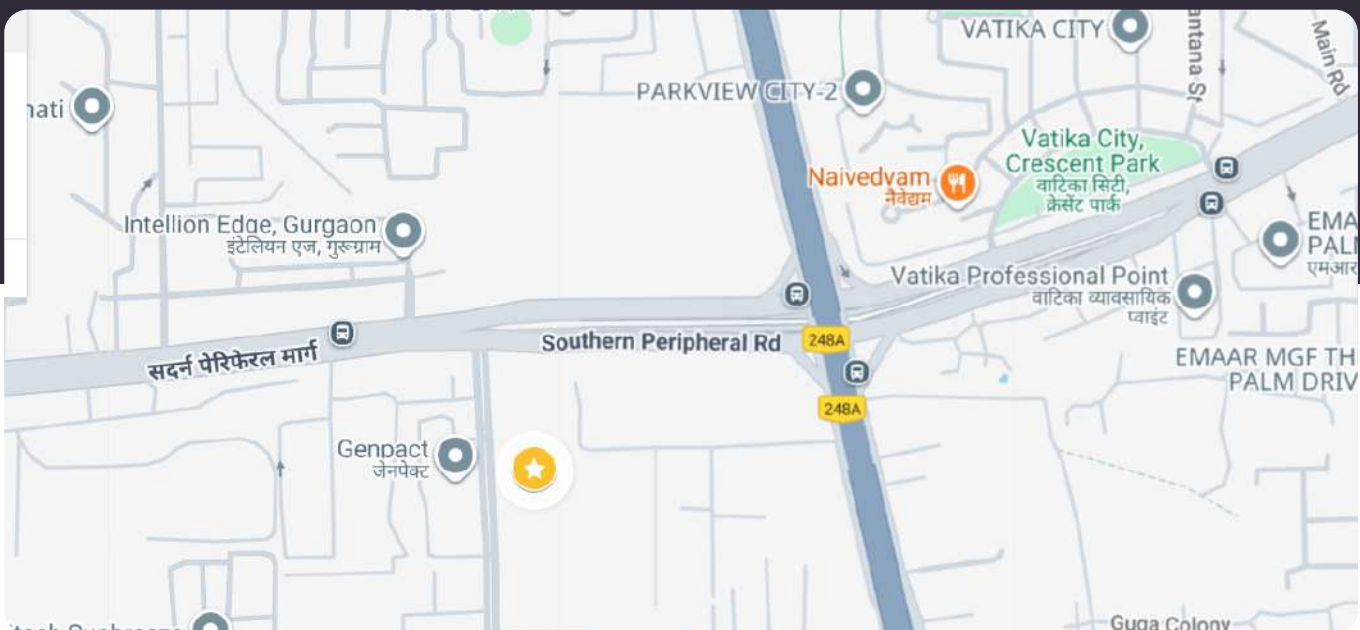 VATIKA CITY
antana St
Main Rd
PARKVIEW CITY-2
Vatika City,
Crescent Park
वाटिका सिटी,
क्रेसेंट पार्क
Naivedyam
नैवेद्यम
Intellion Edge, Gurgaon
इंटेलियन एज, गुरुग्राम
EMA
PAL
एमआर
Vatika Professional Point
वाटिका व्यावसायिक
प्वाइंट
248A
Southern Peripheral Rd
सदर्न पेरिफेरल मार्ग
EMAAR MGF TH
PALM DRIV
248A
Genpact
जेनपेक्ट
Guga Colony